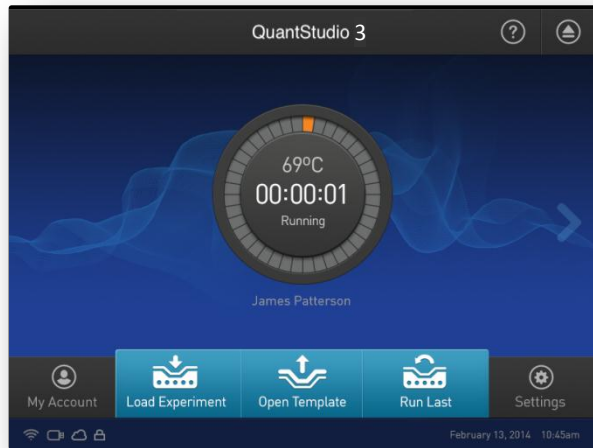 QuantStudio 3
?
69°C
00:00:01
Running
James Patterson
My Account
Load Experiment
Open Template
Run Last
Settings
February 13, 2014 10:45am